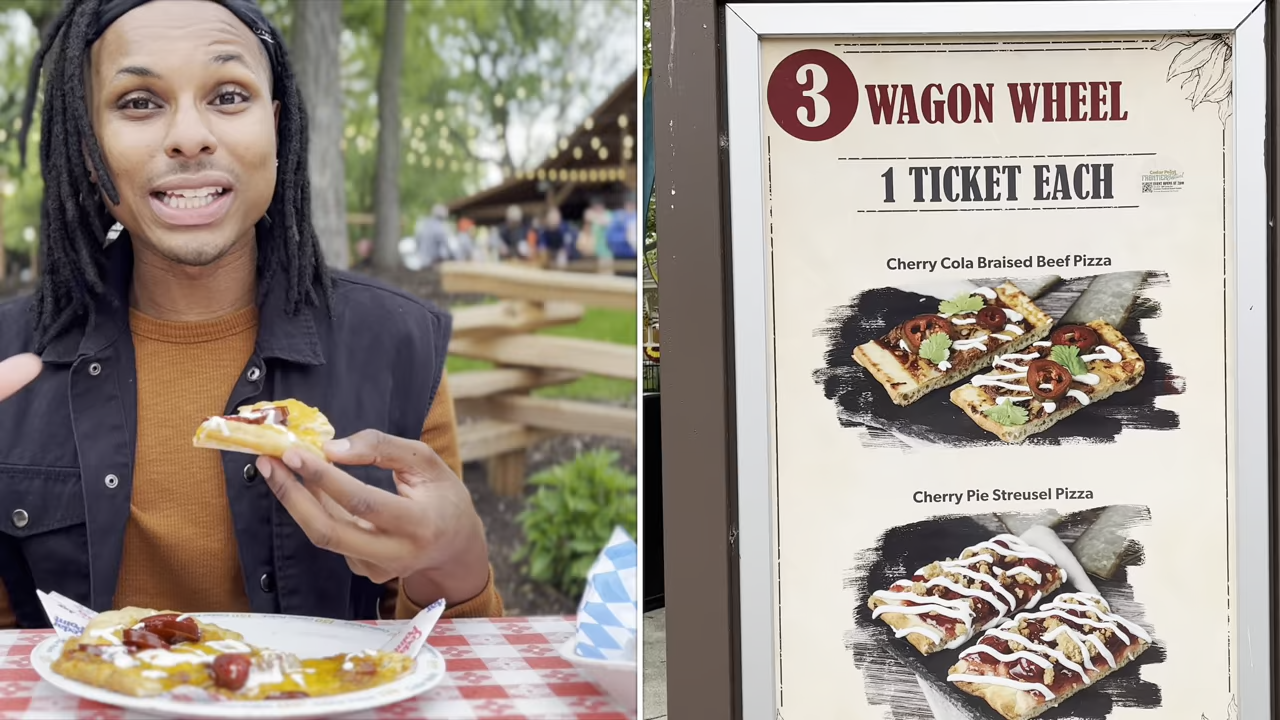 3
WAGON WHEEL
1 TICKET EACH
Cherry Cola Braised Beef Pizza
Cherry Pie Streusel Pizza